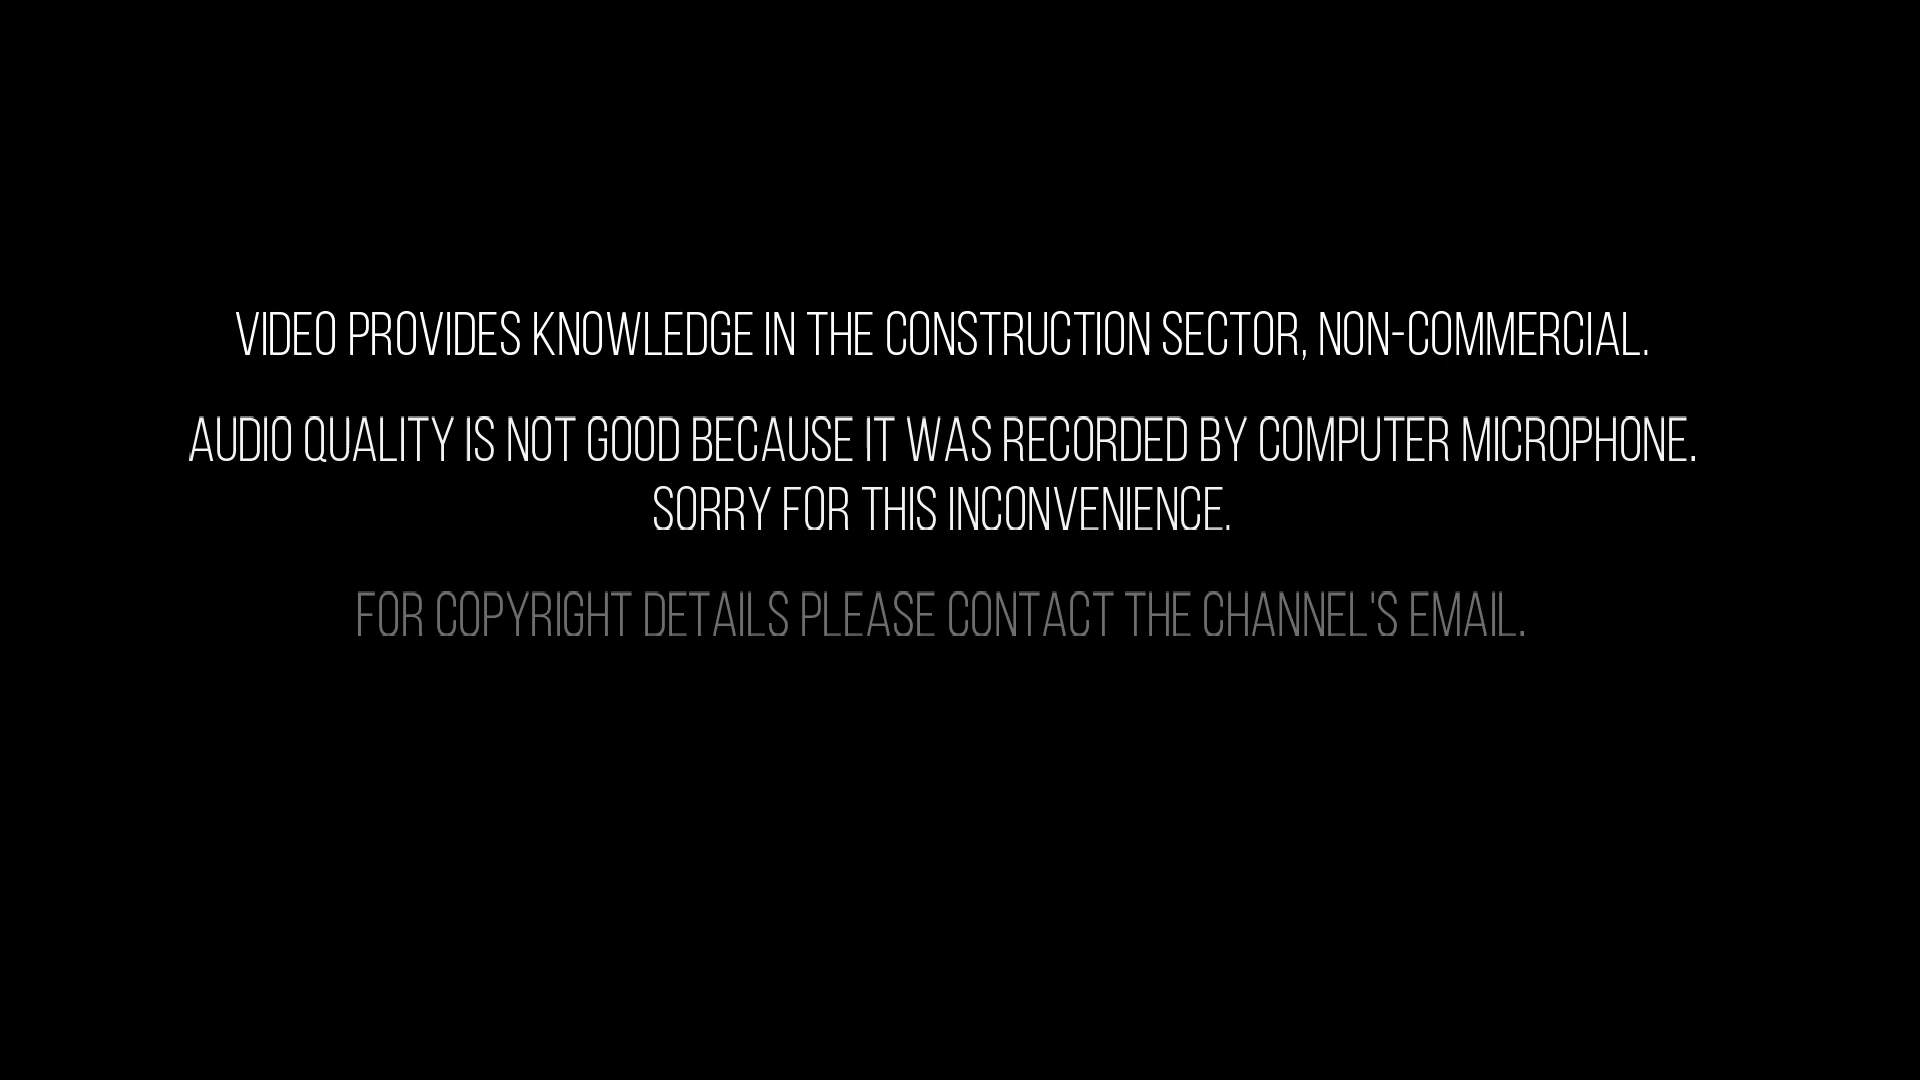 VIDEO PROVIDES KNOWLEDGE IN THE CONSTRUCTION SECTOR, NON-COMMERCIAL.
AUDIO QUALITY IS NOT GOOD BECAUSE IT WAS RECORDED BY COMPUTER MICROPHONE.
SORRY FOR THIS INCONVENIENCE.
FOR COPYRIGHT DETAILS PLEASE CONTACT THE CHANNEL'S EMAIL.